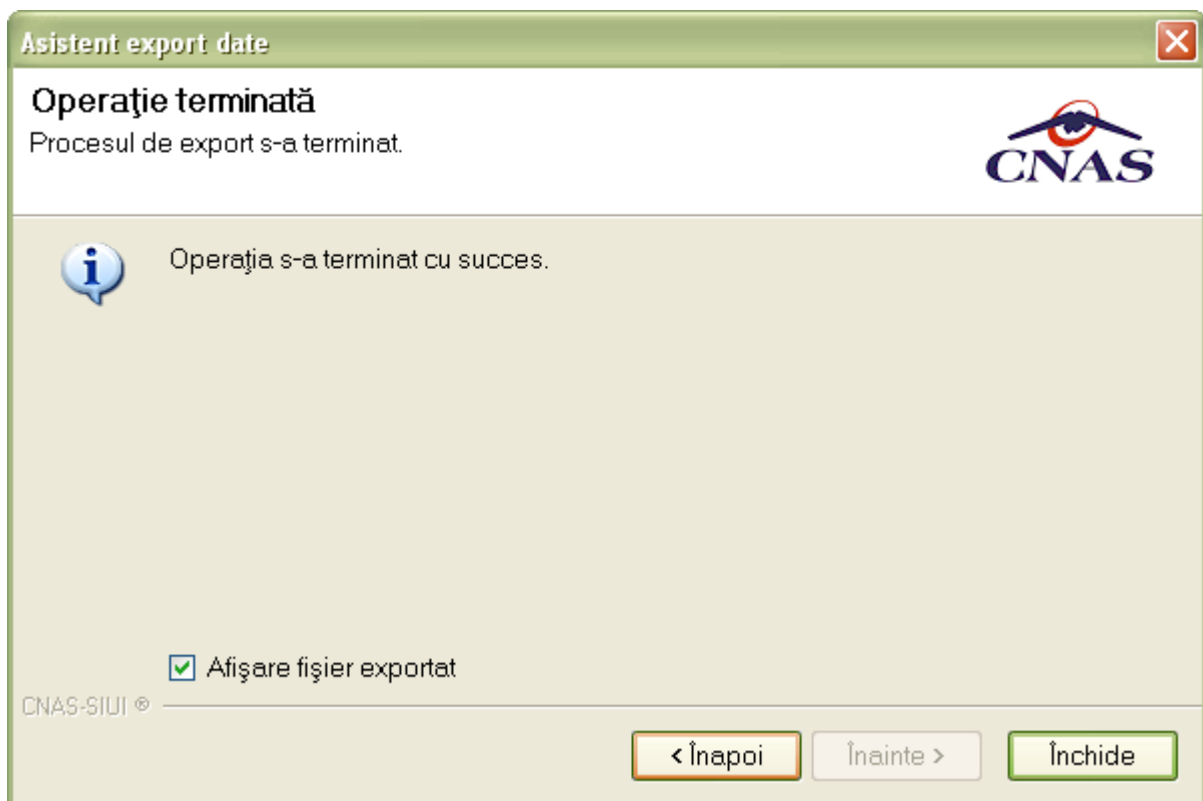 Asistent export date
Operaţie terminată
Procesul de export s-a terminat.
CNAS
Operaţia s-a terminat cu succes.
Afişare fişier exportat
CNAS-SIUI ®
< Înapoi
Înainte >
Închide